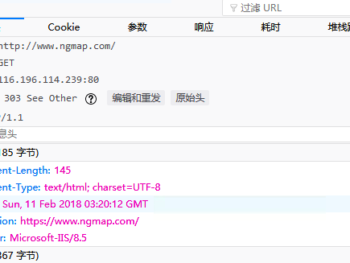 过滤 URL
Cookie 参数 响应 耗时 堆栈
http://www.ngmap.com/
GET
116.196.114.239:80
303 See Other ? 编辑和重发 原始头
/1.1
息头
185 字节)
ent-Length: 145
ent-Type: text/html; charset=UTF-8
Sun, 11 Feb 2018 03:20:12 GMT
ion: https://www.ngmap.com/
r: Microsoft-IIS/8.5
367 字节)